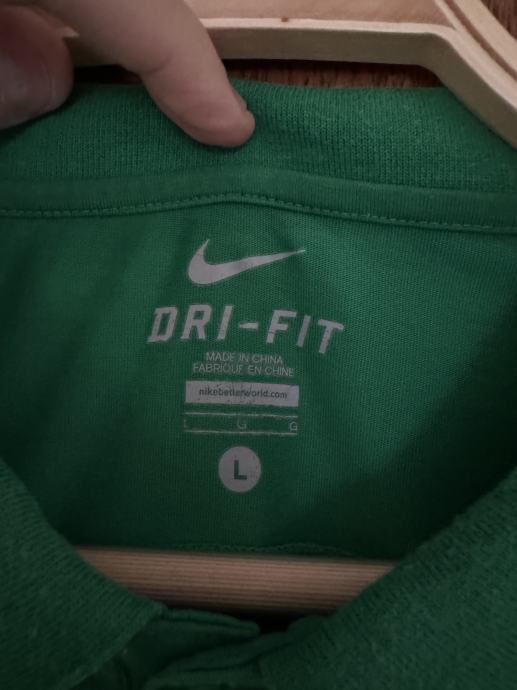 DRI-FIT
MADE IN CHINA
FABRIQUÉ EN CHINE
nikebetterworld.com
L G G
L